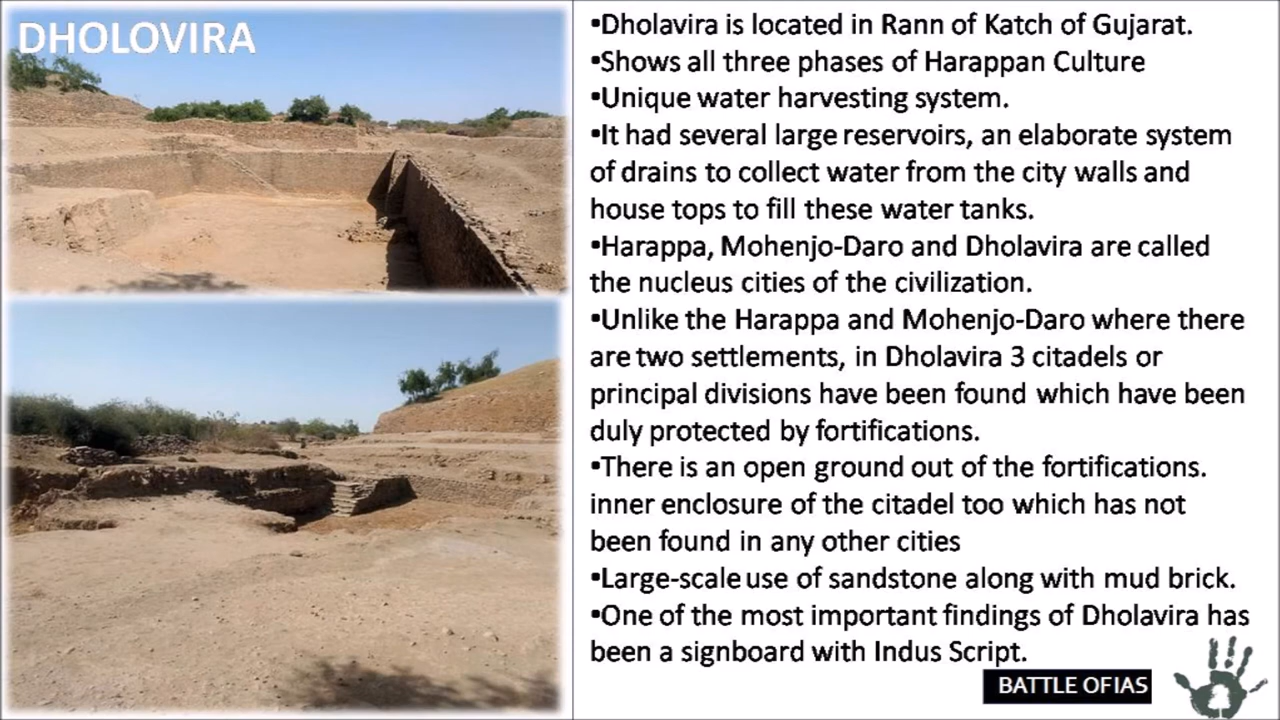 DHOLOVIRA
•Dholavira is located in Rann of Katch of Gujarat.
•Shows all three phases of Harappan Culture
•Unique water harvesting system.
•It had several large reservoirs, an elaborate system
of drains to collect water from the city walls and
house tops to fill these water tanks.
•Harappa, Mohenjo-Daro and Dholavira are called
the nucleus cities of the civilization.
•Unlike the Harappa and Mohenjo-Daro where there
are two settlements, in Dholavira 3 citadels or
principal divisions have been found which have been
duly protected by fortifications.
•There is an open ground out of the fortifications.
inner enclosure of the citadel too which has not
been found in any other cities
•Large-scale use of sandstone along with mud brick.
•One of the most important findings of Dholavira has
been a signboard with Indus Script.
BATTLE OF IAS